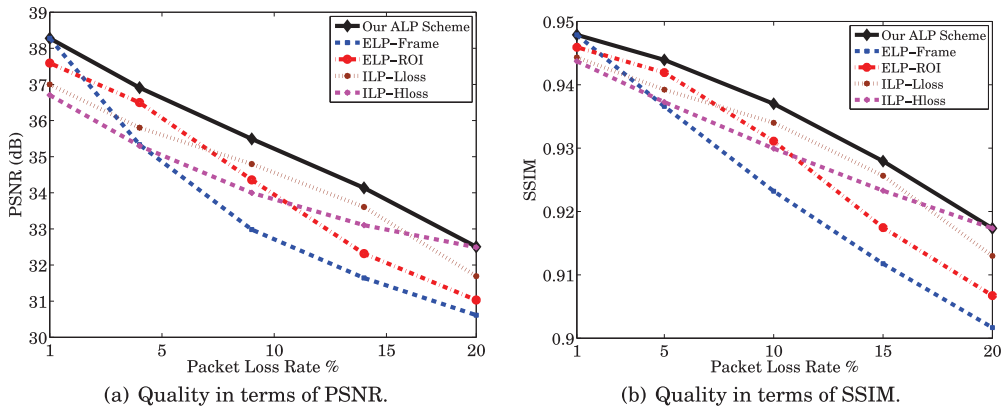 39
38
37
36
35
34
33
32
31
30
PSNR (dB)
1
5
10
15
20
Packet Loss Rate %
Our ALP Scheme
ELP–Frame
ELP–ROI
ILP–Lloss
ILP–Hloss
(a) Quality in terms of PSNR.
0.95
0.94
0.93
0.92
0.91
0.9
SSIM
1
5
10
15
20
Packet Loss Rate %
Our ALP Scheme
ELP–Frame
ELP–ROI
ILP–Lloss
ILP–Hloss
(b) Quality in terms of SSIM.